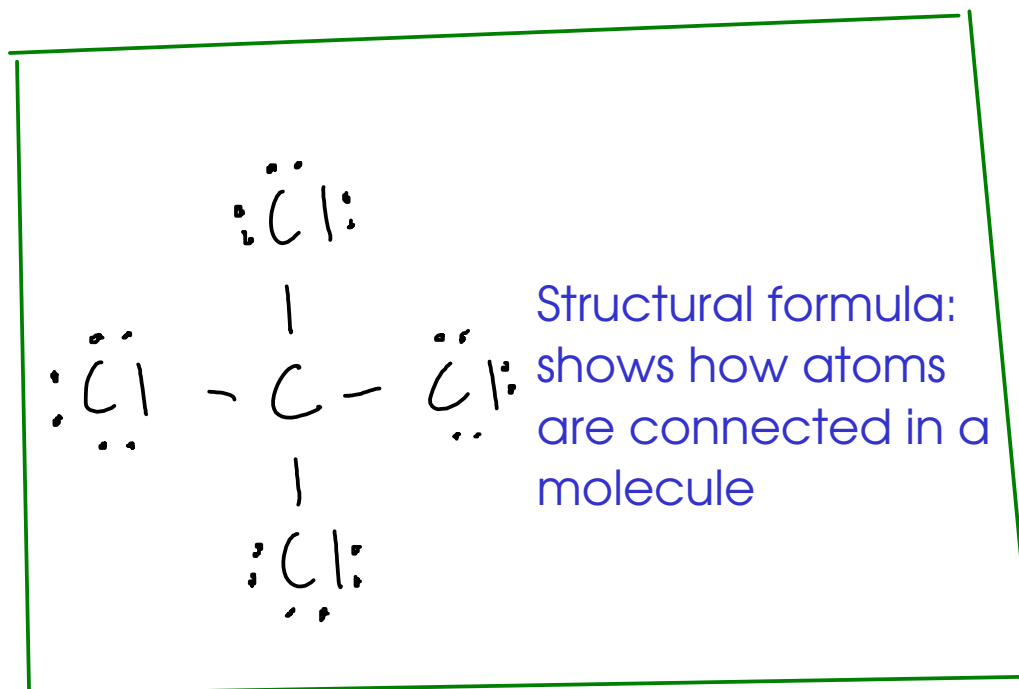 Cl
Cl - C - Cl
Cl
Structural formula:
shows how atoms
are connected in a
molecule